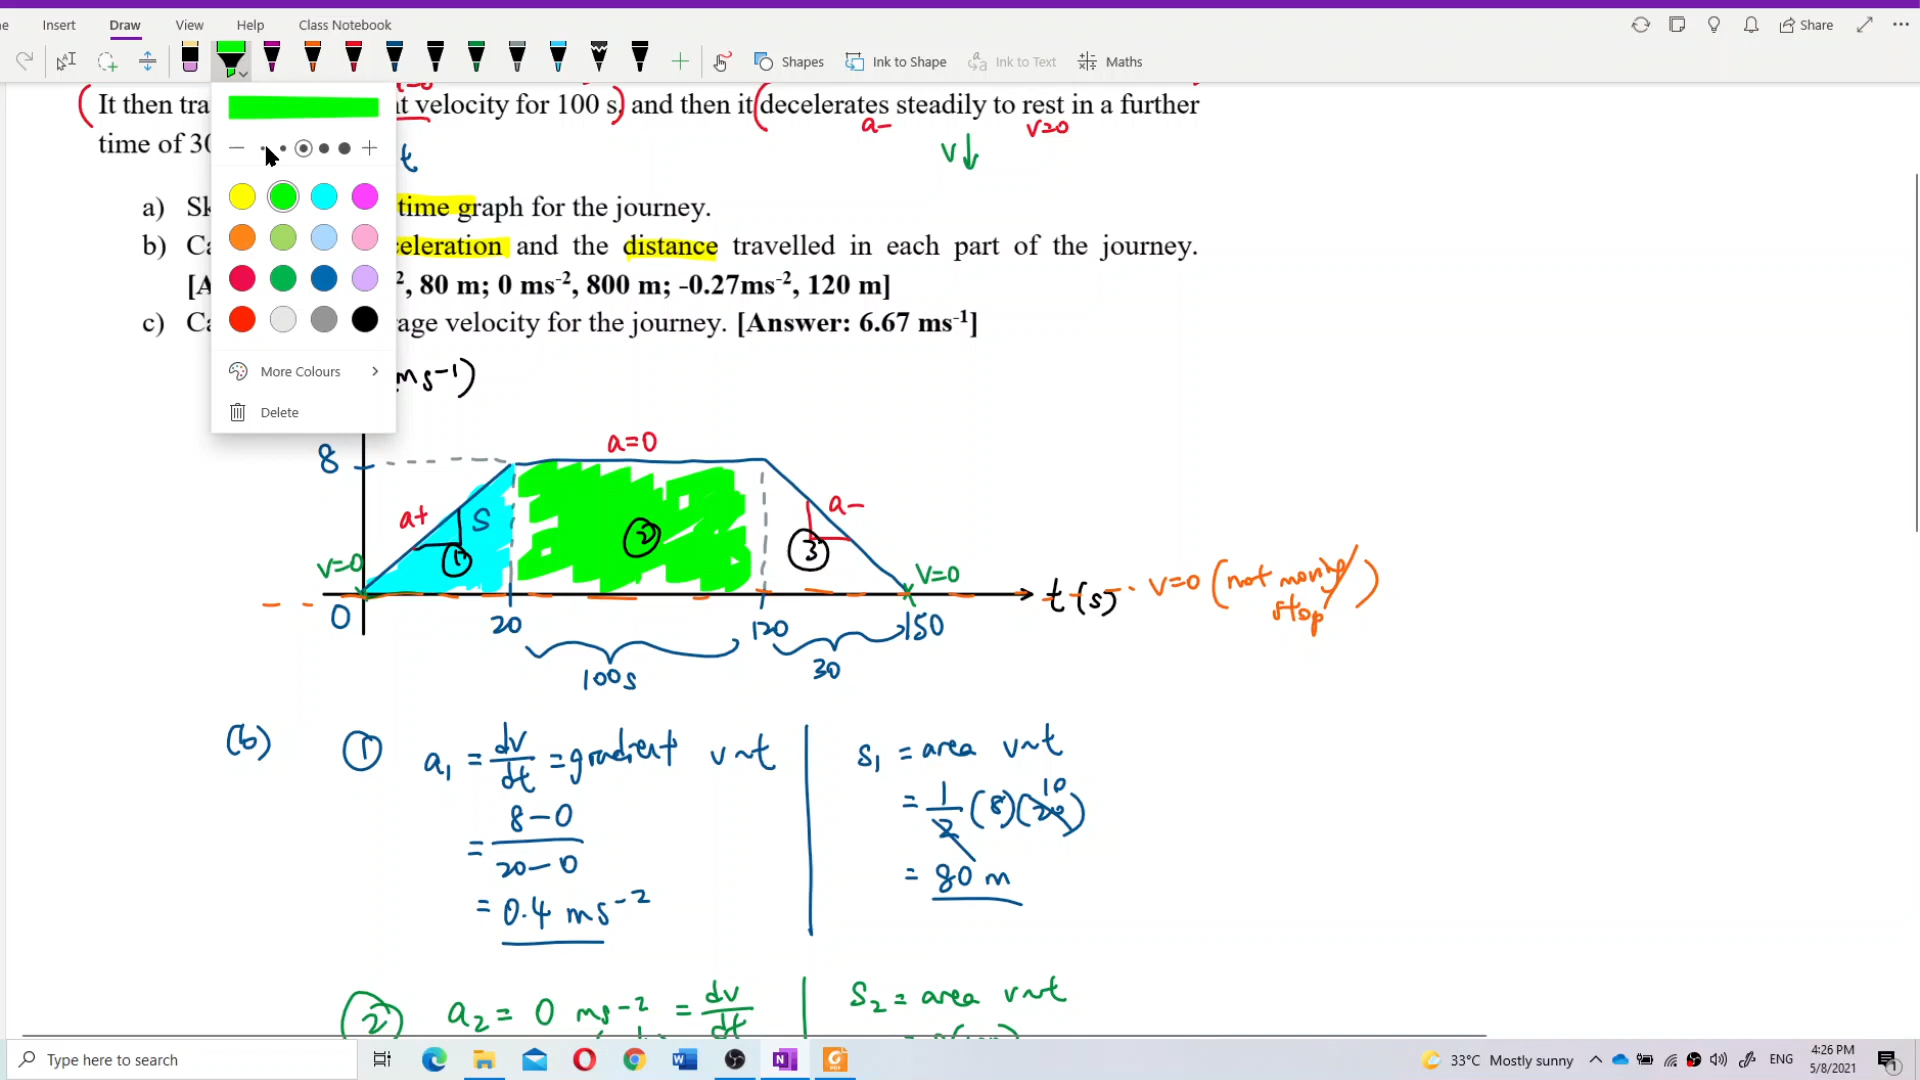 Insert Draw View Help Class Notebook Share
Shapes Ink to Shape Ink to Text Maths
It then tra t velocity for 100 s, and then it decelerates steadily to rest in a further
a- v=0
time of 30 t v↓
a) Sk time graph for the journey.
b) Ca celeration and the distance travelled in each part of the journey.
[A ⁻², 80 m; 0 ms⁻², 800 m; -0.27ms⁻², 120 m]
c) Ca rage velocity for the journey. [Answer: 6.67 ms⁻¹]
More Colours
Delete
ms⁻¹)
8 a=0
a+ S a-
① ② ③
v=0 v=0 t(s) v=0 (not moving
stop)
0 20 120 150
100s 30
(b) ① a₁ = dv/dt = gradient v~t s₁ = area v~t
= 8-0/20-0 = 1/2 (8)(20) 10
= 0.4 ms⁻² = 80 m
② a₂ = 0 ms⁻² = dv/dt S₂ = area v~t
Type here to search 33°C Mostly sunny ENG 4:26 PM
5/8/2021